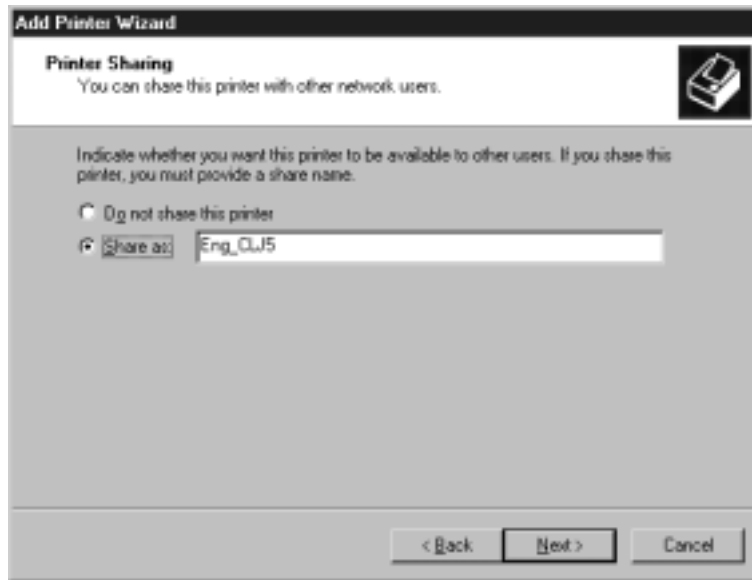 Add Printer Wizard
Printer Sharing
You can share this printer with other network users.
Indicate whether you want this printer to be available to other users. If you share this
printer, you must provide a share name.
Do not share this printer
Share as: Eng_CLJ5
< Back Next > Cancel